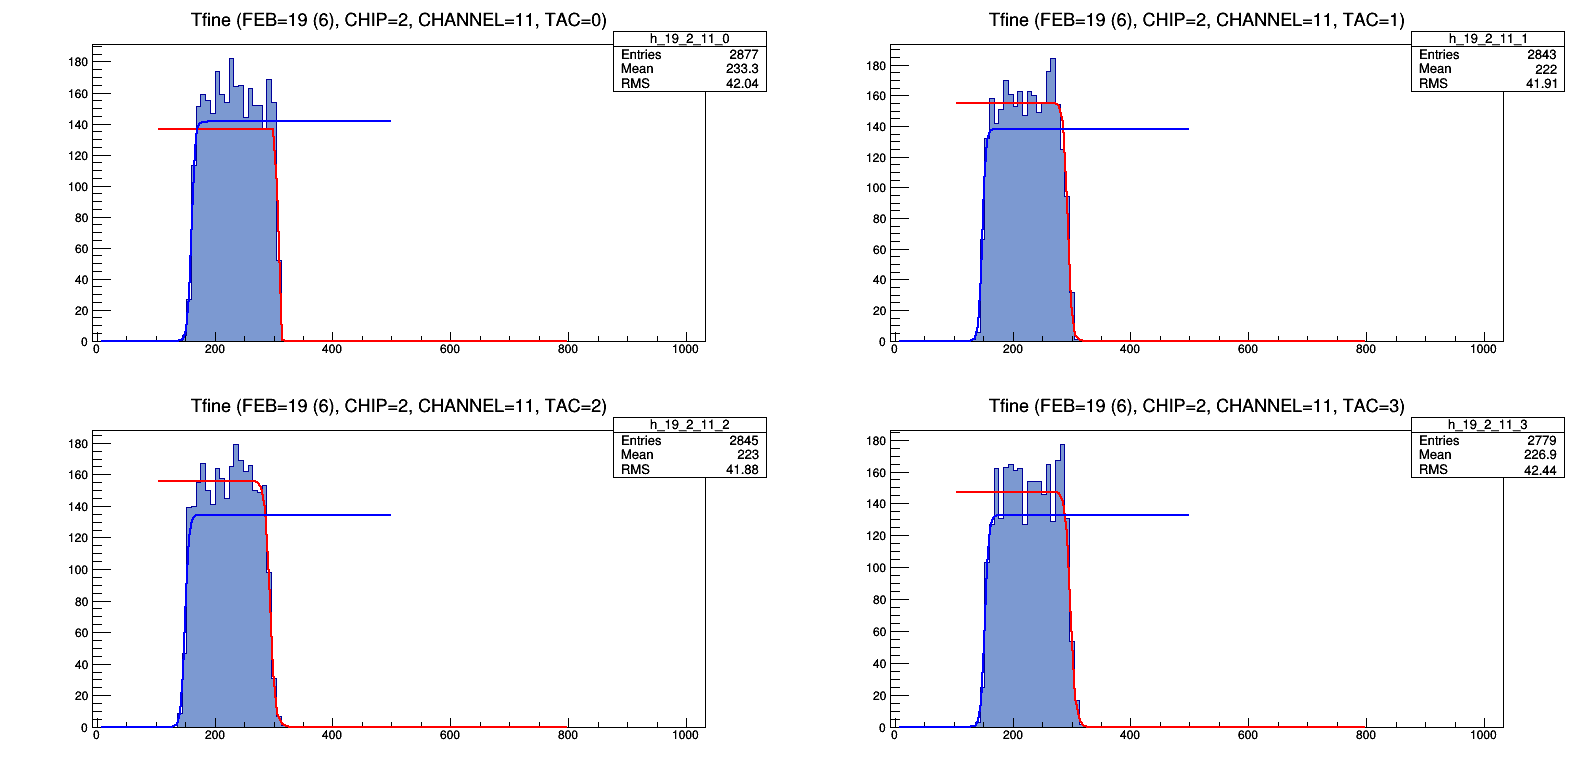 Tfine (FEB=19 (6), CHIP=2, CHANNEL=11, TAC=0)
h_19_2_11_0
Entries 2877
Mean 233.3
RMS 42.04
180
160
140
120
100
80
60
40
20
0
0 200 400 600 800 1000
Tfine (FEB=19 (6), CHIP=2, CHANNEL=11, TAC=1)
h_19_2_11_1
Entries 2843
Mean 222
RMS 41.91
180
160
140
120
100
80
60
40
20
0
0 200 400 600 800 1000
Tfine (FEB=19 (6), CHIP=2, CHANNEL=11, TAC=2)
h_19_2_11_2
Entries 2845
Mean 223
RMS 41.88
180
160
140
120
100
80
60
40
20
0
0 200 400 600 800 1000
Tfine (FEB=19 (6), CHIP=2, CHANNEL=11, TAC=3)
h_19_2_11_3
Entries 2779
Mean 226.9
RMS 42.44
180
160
140
120
100
80
60
40
20
0
0 200 400 600 800 1000